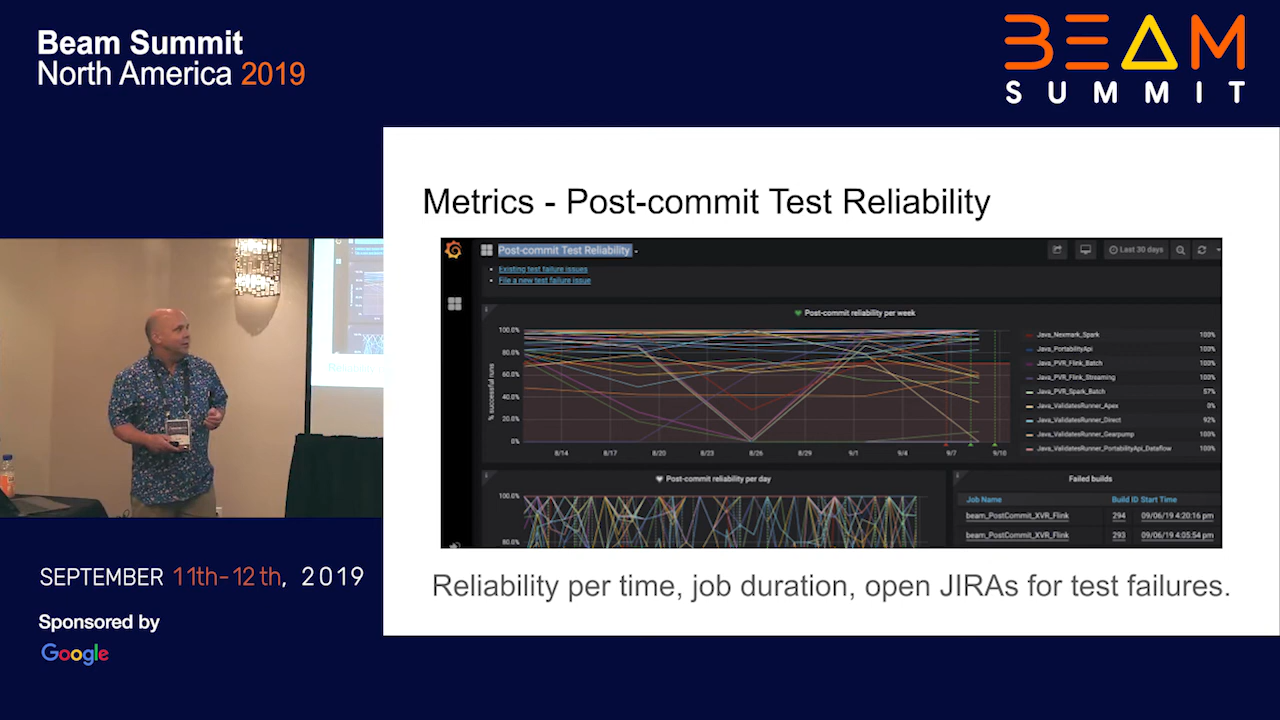 Beam Summit
North America 2019
BEAM
SUMMIT
Metrics - Post-commit Test Reliability
Post-commit Test Reliability
Last 30 days
Existing test failure issues
File a new test failure issue
Post-commit reliability per week
% successful runs
100.0%
80.0%
60.0%
40.0%
20.0%
0%
8/14 8/17 8/20 8/23 8/26 8/29 9/1 9/4 9/7 9/10
Java_Nexmark_Spark 100%
Java_PortabilityApi 100%
Java_PVR_Flink_Batch 100%
Java_PVR_Flink_Streaming 100%
Java_PVR_Spark_Batch 57%
Java_ValidatesRunner_Apex 0%
Java_ValidatesRunner_Direct 92%
Java_ValidatesRunner_Gearpump 100%
Java_ValidatesRunner_PortabilityApi_Dataflow 100%
Post-commit reliability per day
100.0%
80.0%
Failed builds
Job Name Build ID Start Time
beam_PostCommit_XVR_Flink 294 09/06/19 4:20:16 pm
beam_PostCommit_XVR_Flink 293 09/06/19 4:05:54 pm
Reliability per time, job duration, open JIRAs for test failures.
SEPTEMBER 11th-12th, 2019
Sponsored by
Google